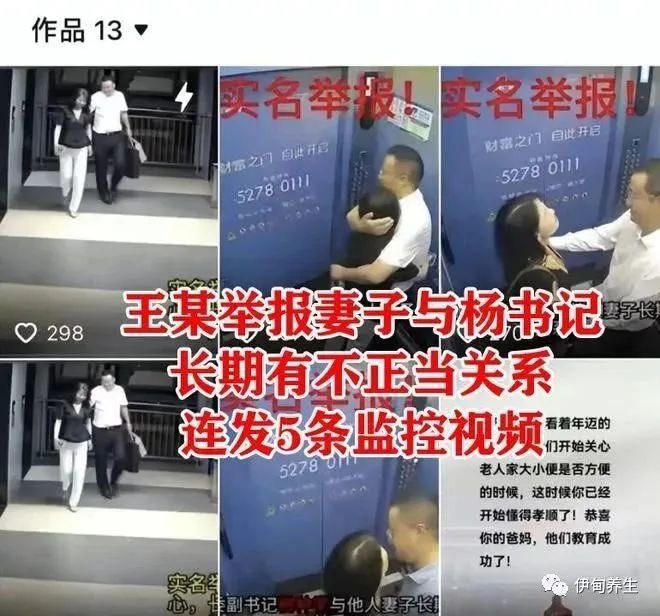 作品 13
实名举报!
财富之门 自此开启
5278 0111
实名举报!
财富之门 自此开启
5278 0111
298
王某举报妻子与杨书记
长期有不正当关系
连发5条监控视频
5278 0111
看着年迈的
们开始关心
老人家大小便是否方便
的时候，这时候你已经
开始懂得孝顺了！恭喜
你的爸妈，他们教育成
功了！
实名
心，
副书记
与他人妻子长期
伊甸养生